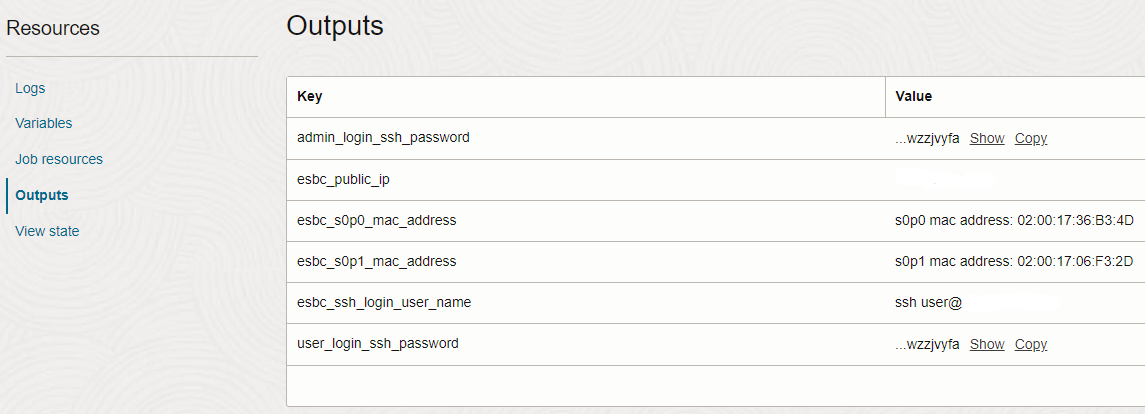 Resources
Logs
Variables
Job resources
Outputs
View state
Outputs
Key Value
admin_login_ssh_password ...wzzjvyfa Show Copy
esbc_public_ip
esbc_s0p0_mac_address s0p0 mac address: 02:00:17:36:B3:4D
esbc_s0p1_mac_address s0p1 mac address: 02:00:17:06:F3:2D
esbc_ssh_login_user_name ssh user@
user_login_ssh_password ...wzzjvyfa Show Copy